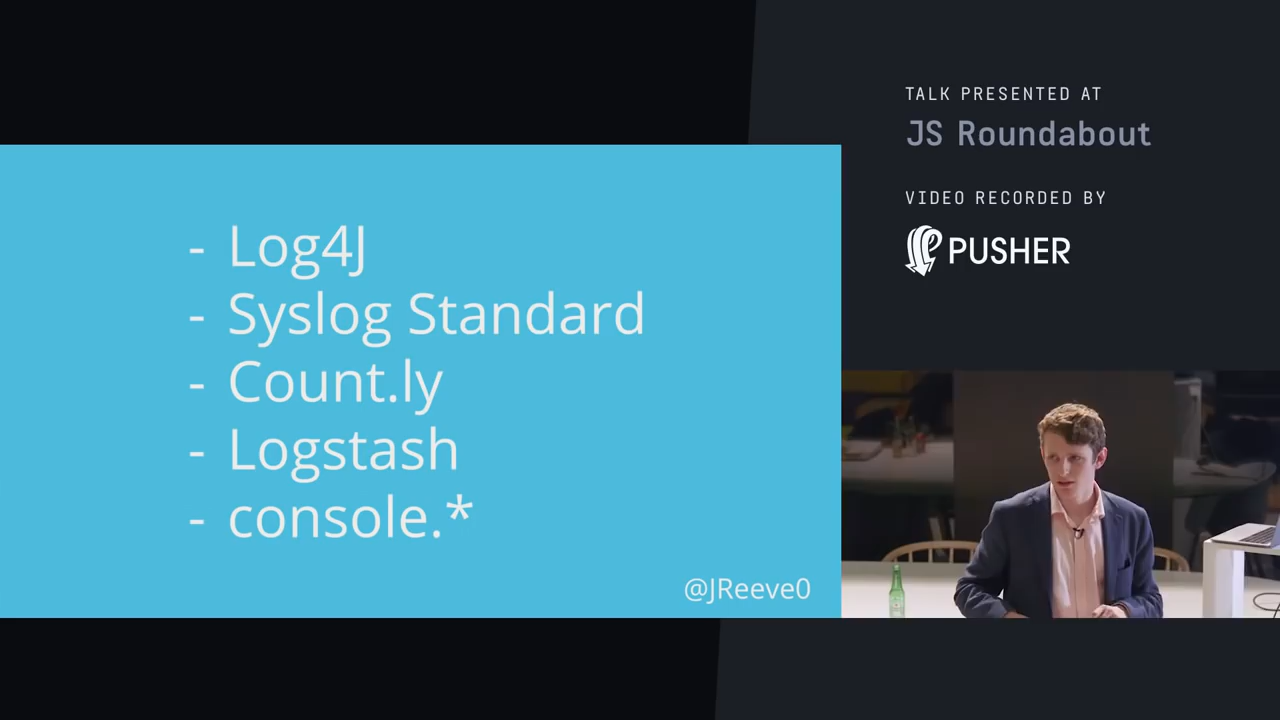 TALK PRESENTED AT
JS Roundabout
VIDEO RECORDED BY
PUSHER
- Log4J
- Syslog Standard
- Count.ly
- Logstash
- console.*
@JReeve0